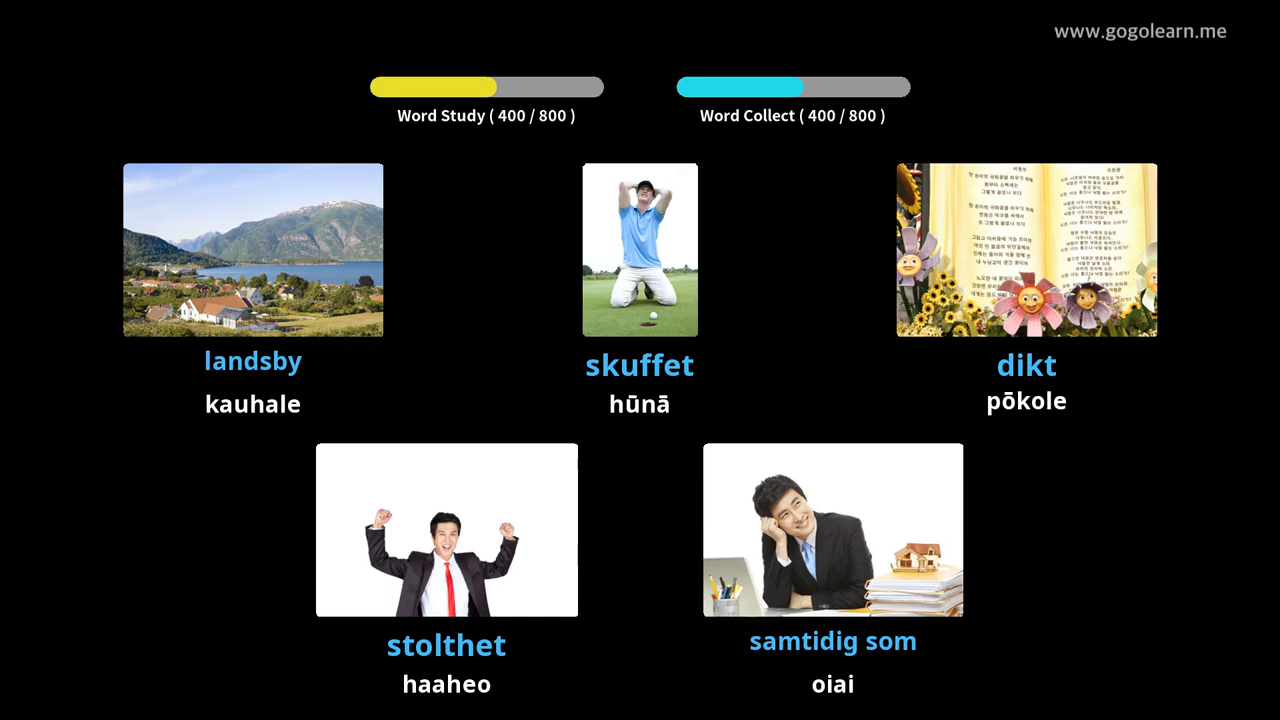 www.gogolearn.me
Word Study ( 400 / 800 )
Word Collect ( 400 / 800 )
landsby
kauhale
skuffet
hūnā
dikt
pōkole
stolthet
haaheo
samtidig som
oiai